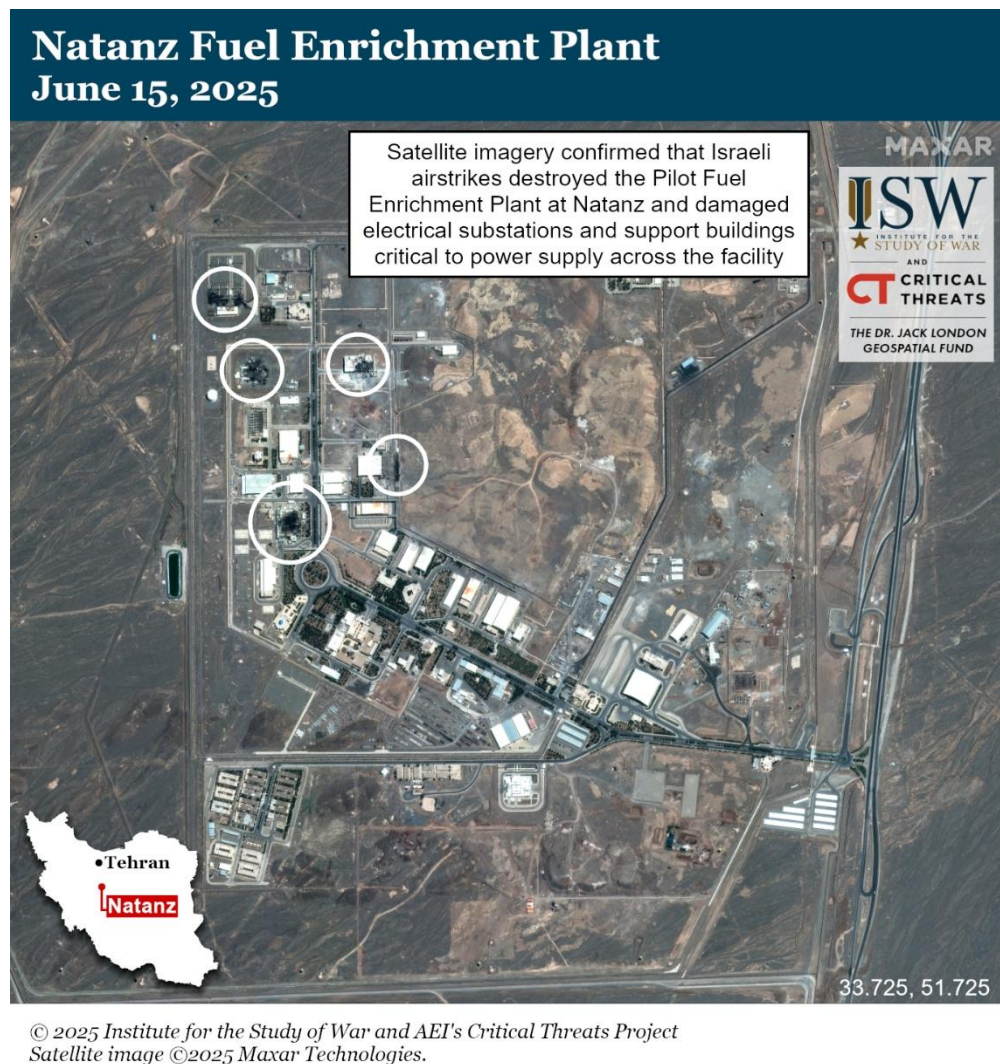 Natanz Fuel Enrichment Plant
June 15, 2025
Satellite imagery confirmed that Israeli
airstrikes destroyed the Pilot Fuel
Enrichment Plant at Natanz and damaged
electrical substations and support buildings
critical to power supply across the facility
MAXAR
ISW
INSTITUTE FOR THE
STUDY OF WAR
AND
CT CRITICAL
THREATS
THE DR. JACK LONDON
GEOSPATIAL FUND
Tehran
Natanz
33.725, 51.725
© 2025 Institute for the Study of War and AEI's Critical Threats Project
Satellite image ©2025 Maxar Technologies.